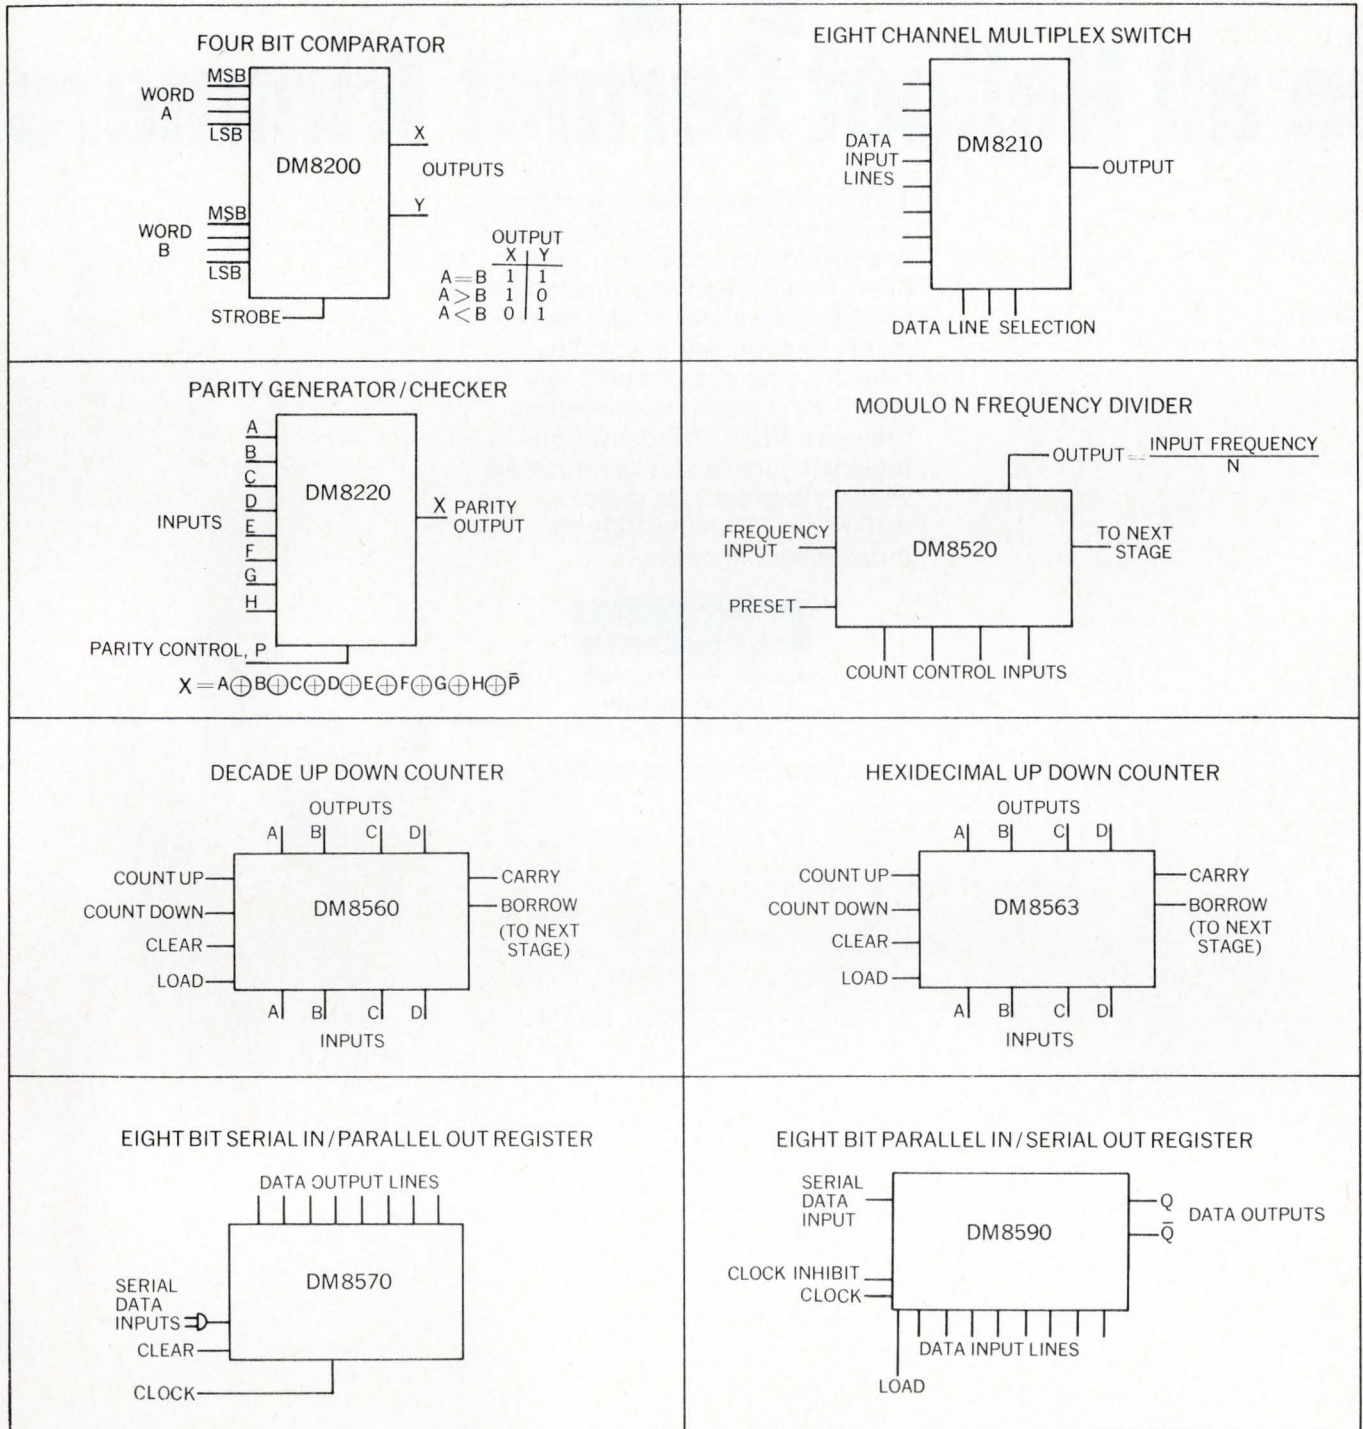 FOUR BIT COMPARATOR
MSB
WORD
A
LSB
DM8200
X
OUTPUTS
Y
MSB
WORD
B
LSB
STROBE
OUTPUT
X Y
A=B 1 1
A>B 1 0
A<B 0 1
EIGHT CHANNEL MULTIPLEX SWITCH
DATA
INPUT
LINES
DM8210
OUTPUT
DATA LINE SELECTION
PARITY GENERATOR/CHECKER
A
B
C
D
E
F
G
H
INPUTS
DM8220
X PARITY
OUTPUT
PARITY CONTROL, P
X=A⊕B⊕C⊕D⊕E⊕F⊕G⊕H⊕P̄
MODULO N FREQUENCY DIVIDER
OUTPUT = INPUT FREQUENCY
N
FREQUENCY
INPUT
DM8520
TO NEXT
STAGE
PRESET
COUNT CONTROL INPUTS
DECADE UP DOWN COUNTER
OUTPUTS
A B C D
COUNT UP
COUNT DOWN
CLEAR
LOAD
DM8560
CARRY
BORROW
(TO NEXT
STAGE)
A B C D
INPUTS
HEXIDECIMAL UP DOWN COUNTER
OUTPUTS
A B C D
COUNT UP
COUNT DOWN
CLEAR
LOAD
DM8563
CARRY
BORROW
(TO NEXT
STAGE)
A B C D
INPUTS
EIGHT BIT SERIAL IN/PARALLEL OUT REGISTER
DATA OUTPUT LINES
DM8570
SERIAL
DATA
INPUTS
CLEAR
CLOCK
EIGHT BIT PARALLEL IN/SERIAL OUT REGISTER
SERIAL
DATA
INPUT
DM8590
Q
Q̄
DATA OUTPUTS
CLOCK INHIBIT
CLOCK
DATA INPUT LINES
LOAD